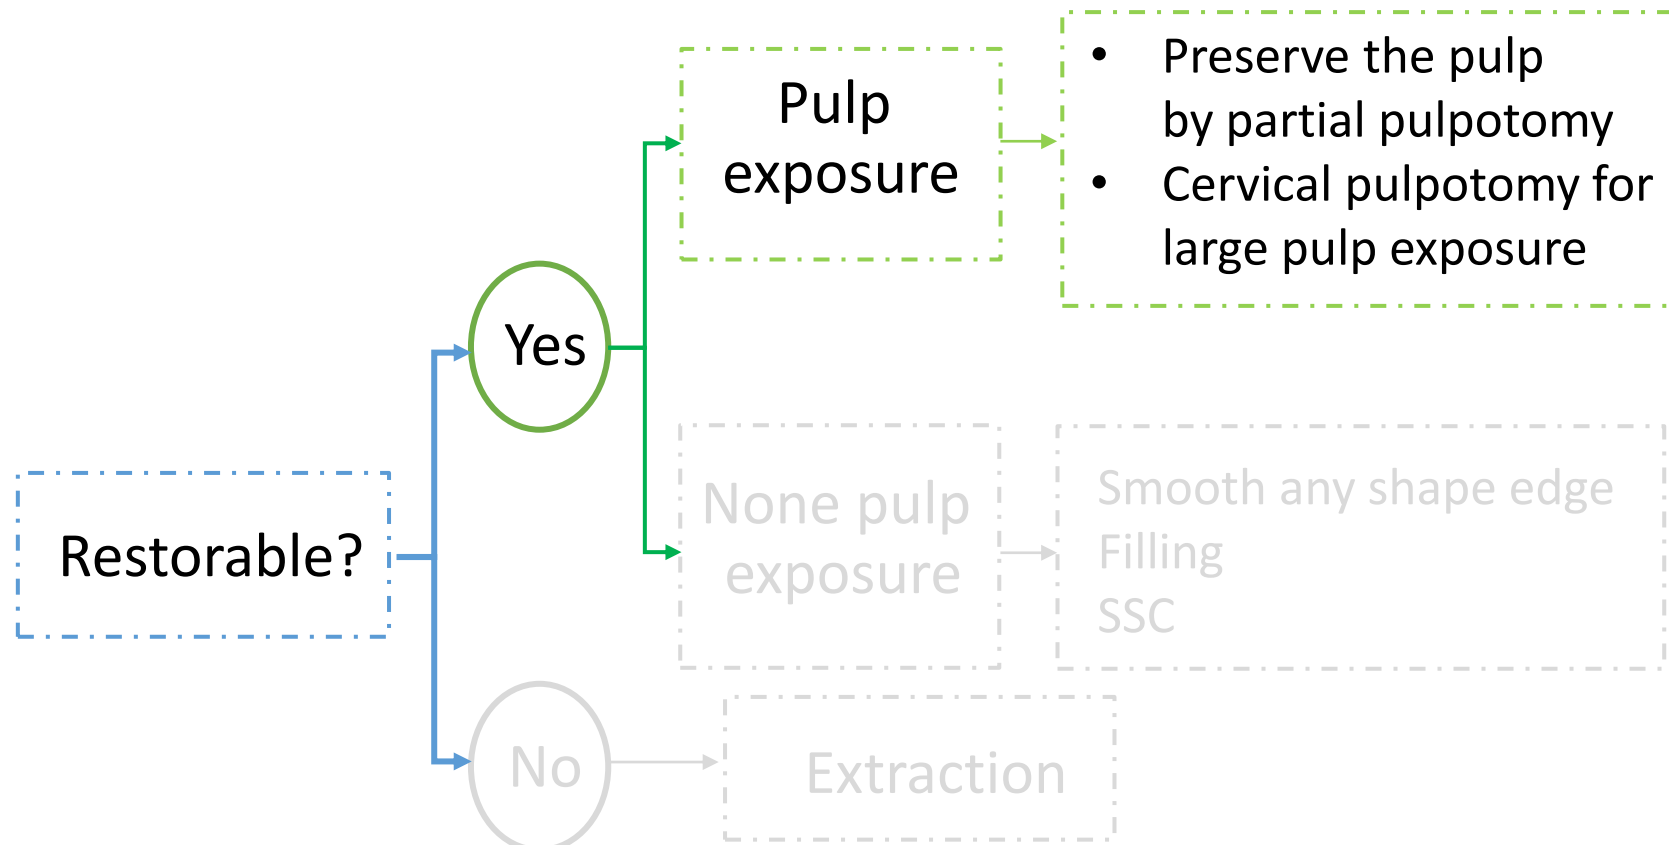 Pulp
exposure
• Preserve the pulp
by partial pulpotomy
• Cervical pulpotomy for
large pulp exposure
Yes
Restorable?
None pulp
exposure
Smooth any shape edge
Filling
SSC
No
Extraction